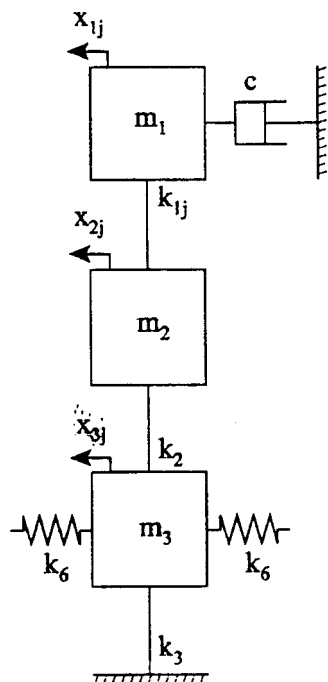 x₁ⱼ
c
m₁
k₁ⱼ
x₂ⱼ
m₂
x₃ⱼ
k₂
m₃
k₆
k₆
k₃